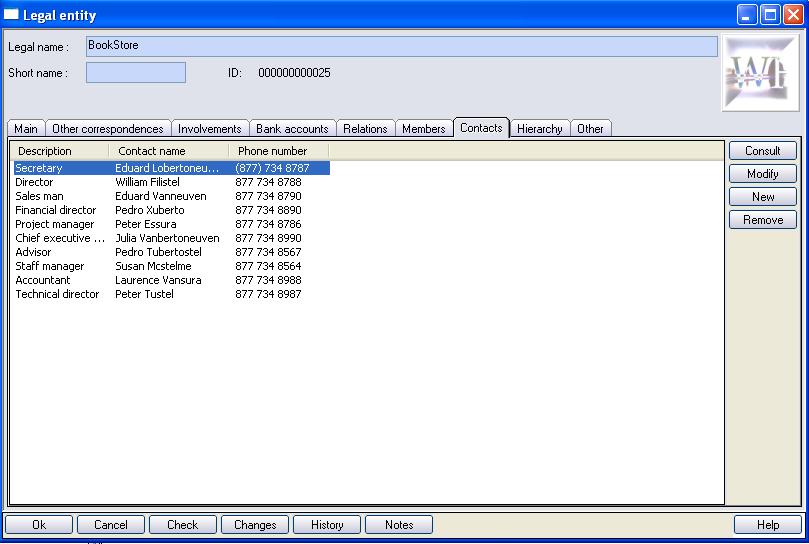 Legal entity
Legal name : BookStore
Short name : ID: 000000000025
WI
Main Other correspondences Involvements Bank accounts Relations Members Contacts Hierarchy Other
Description Contact name Phone number
Secretary Eduard Lobertoneu... (877) 734 8787
Director William Filistel 877 734 8788
Sales man Eduard Vanneuven 877 734 8790
Financial director Pedro Xuberto 877 734 8890
Project manager Peter Essura 877 734 8786
Chief executive ... Julia Vanbertoneuven 877 734 8990
Advisor Pedro Tubertostel 877 734 8567
Staff manager Susan Mcstelme 877 734 8564
Accountant Laurence Vansura 877 734 8988
Technical director Peter Tustel 877 734 8987
Consult
Modify
New
Remove
Ok Cancel Check Changes History Notes Help